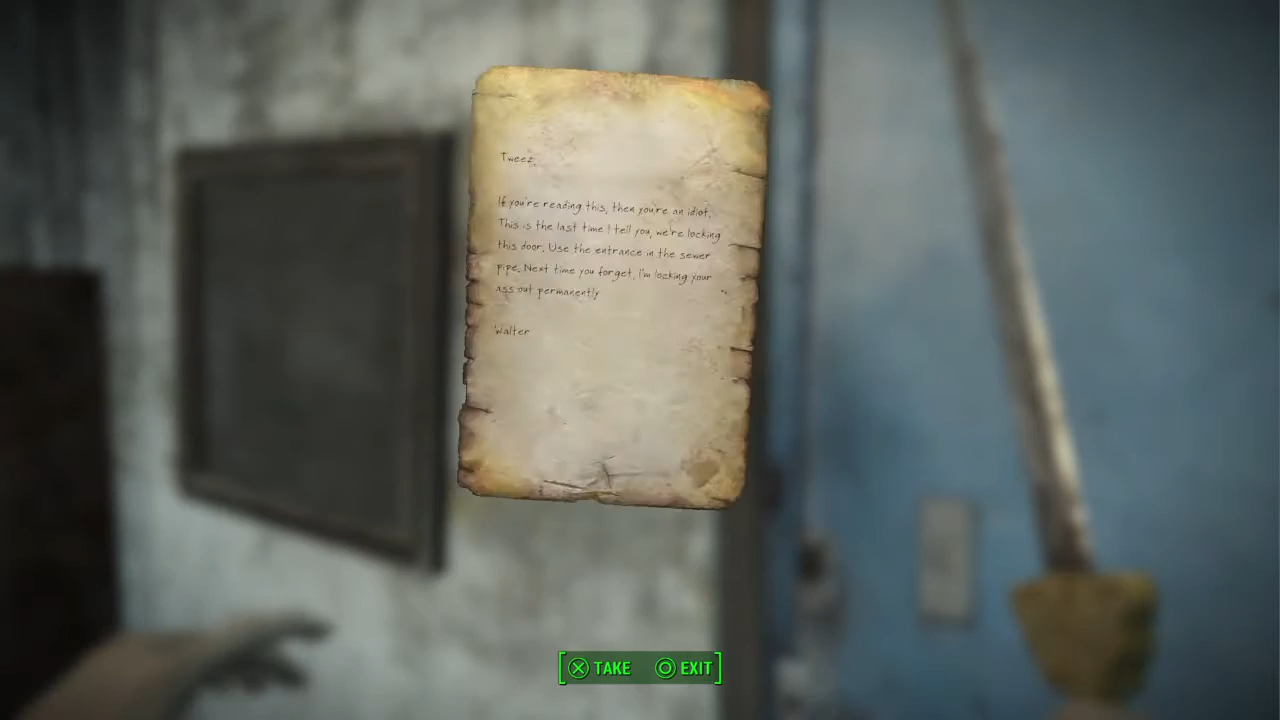 Tweez,
If you're reading this, then you're an idiot.
This is the last time I tell you, we're locking
this door. Use the entrance in the sewer
pipe. Next time you forget, I'm locking your
ass out permanently
Walter
TAKE EXIT